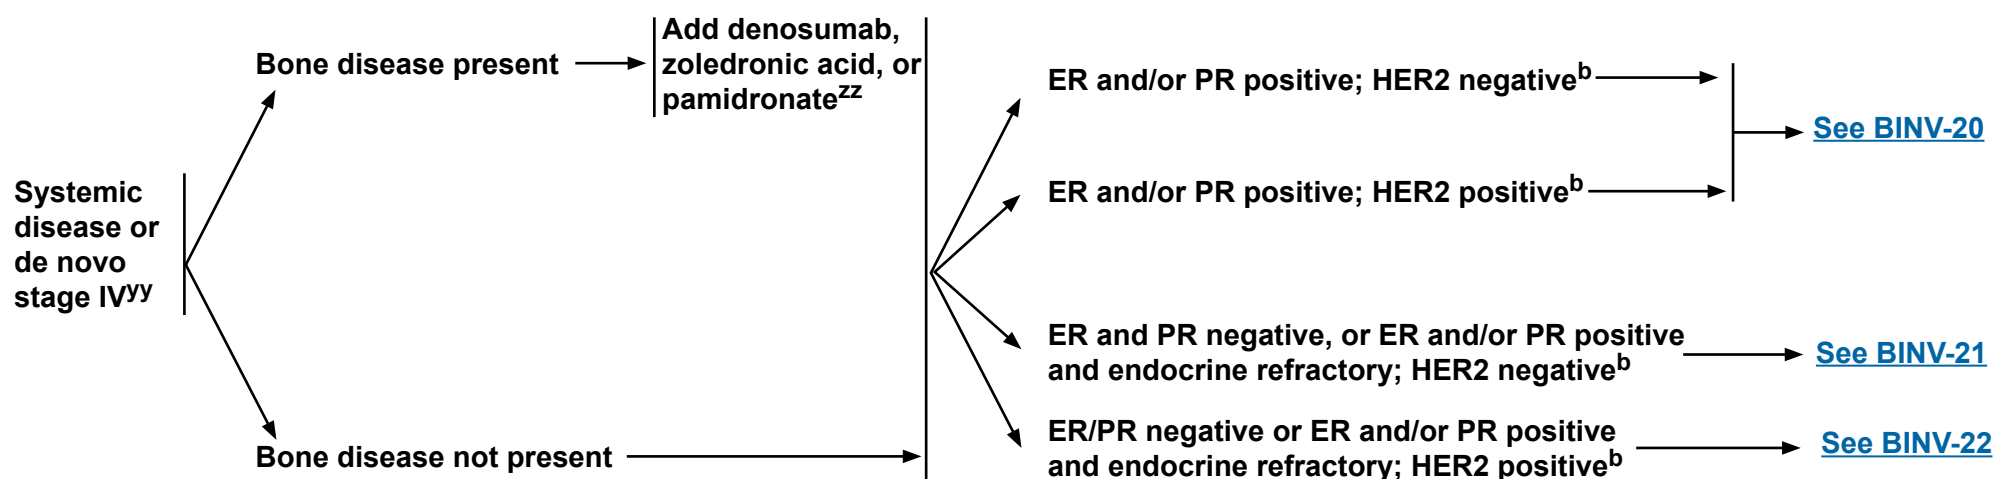 Systemic
disease or
de novo
stage IVyy
Bone disease present
Add denosumab,
zoledronic acid, or
pamidronatezz
Bone disease not present
ER and/or PR positive; HER2 negativeb
ER and/or PR positive; HER2 positiveb
See BINV-20
ER and PR negative, or ER and/or PR positive
and endocrine refractory; HER2 negativeb
See BINV-21
ER/PR negative or ER and/or PR positive
and endocrine refractory; HER2 positiveb
See BINV-22